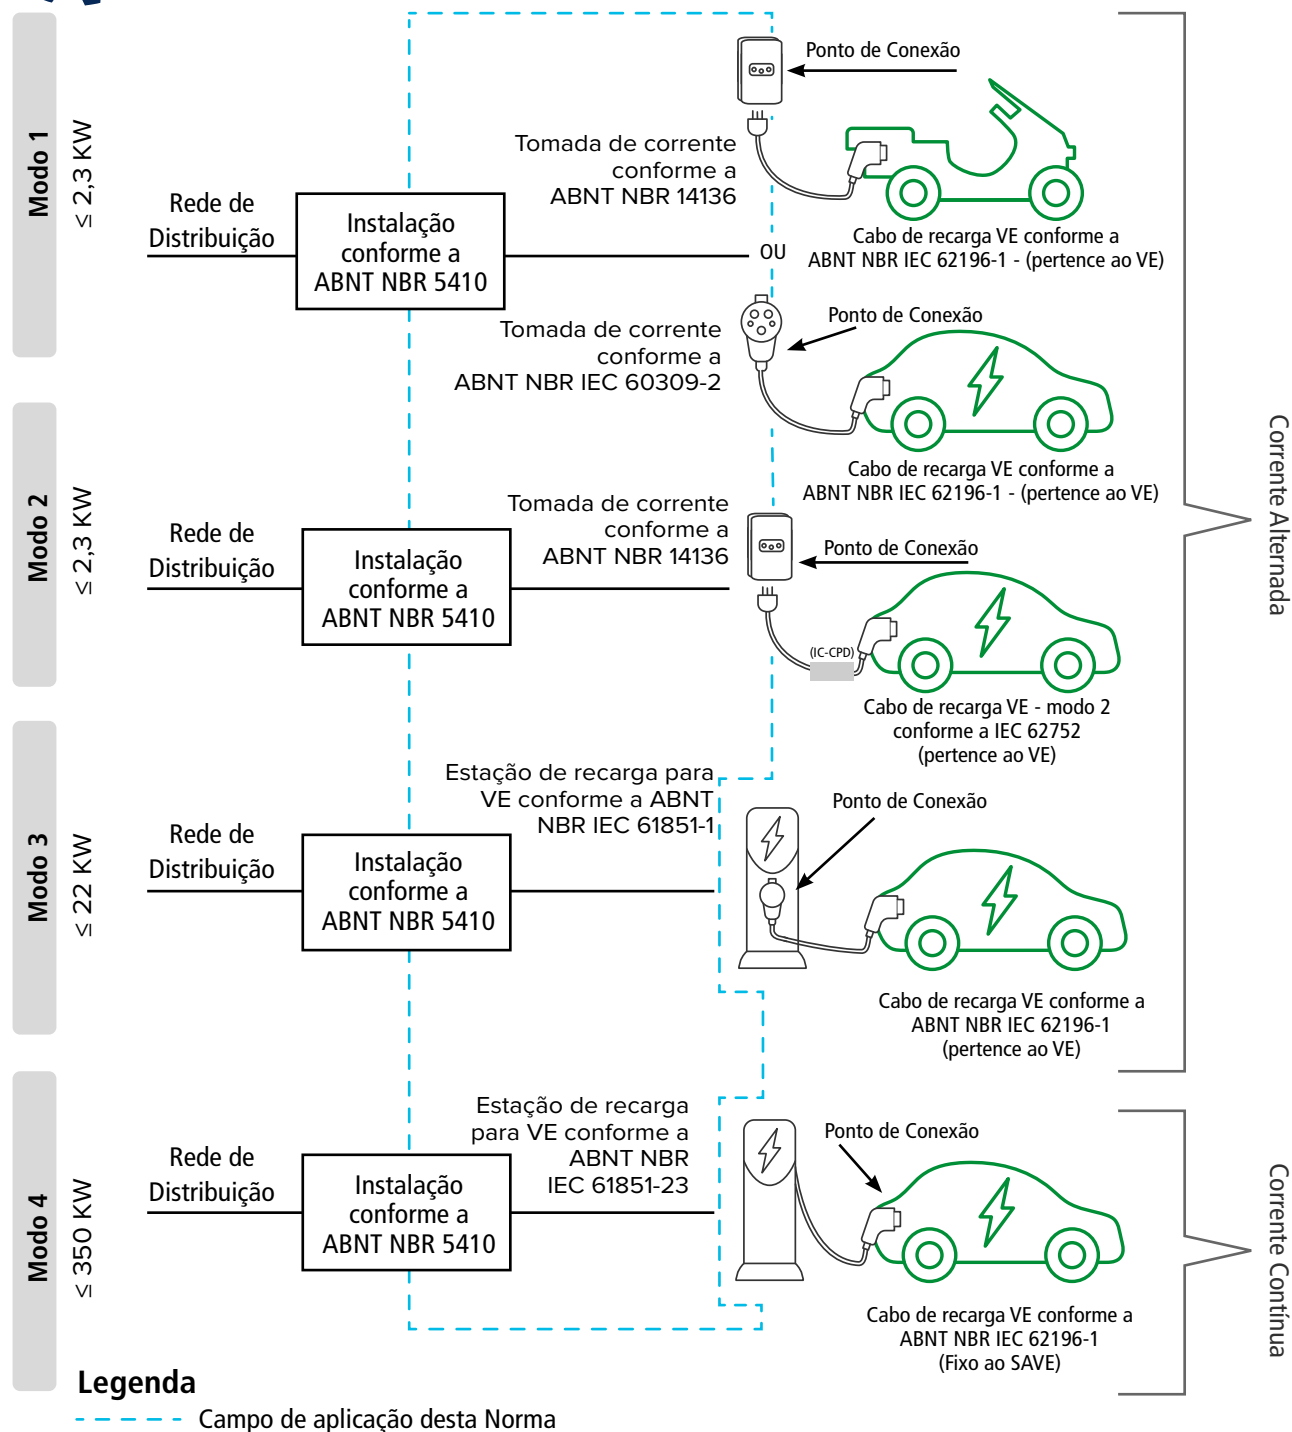 Modo 1
≤ 2,3 KW
Rede de
Distribuição
Instalação
conforme a
ABNT NBR 5410
Tomada de corrente
conforme a
ABNT NBR 14136
Ponto de Conexão
Cabo de recarga VE conforme a
ABNT NBR IEC 62196-1 - (pertence ao VE)
OU
Tomada de corrente
conforme a
ABNT NBR IEC 60309-2
Ponto de Conexão
Cabo de recarga VE conforme a
ABNT NBR IEC 62196-1 - (pertence ao VE)
Modo 2
≤ 2,3 KW
Rede de
Distribuição
Instalação
conforme a
ABNT NBR 5410
Tomada de corrente
conforme a
ABNT NBR 14136
Ponto de Conexão
(IC-CPD)
Cabo de recarga VE - modo 2
conforme a IEC 62752
(pertence ao VE)
Modo 3
≤ 22 KW
Rede de
Distribuição
Instalação
conforme a
ABNT NBR 5410
Estação de recarga para
VE conforme a ABNT
NBR IEC 61851-1
Ponto de Conexão
Cabo de recarga VE conforme a
ABNT NBR IEC 62196-1
(pertence ao VE)
Corrente Alternada
Modo 4
≤ 350 KW
Rede de
Distribuição
Instalação
conforme a
ABNT NBR 5410
Estação de recarga
para VE conforme a
ABNT NBR
IEC 61851-23
Ponto de Conexão
Cabo de recarga VE conforme a
ABNT NBR IEC 62196-1
(Fixo ao SAVE)
Corrente Contínua
Legenda
Campo de aplicação desta Norma